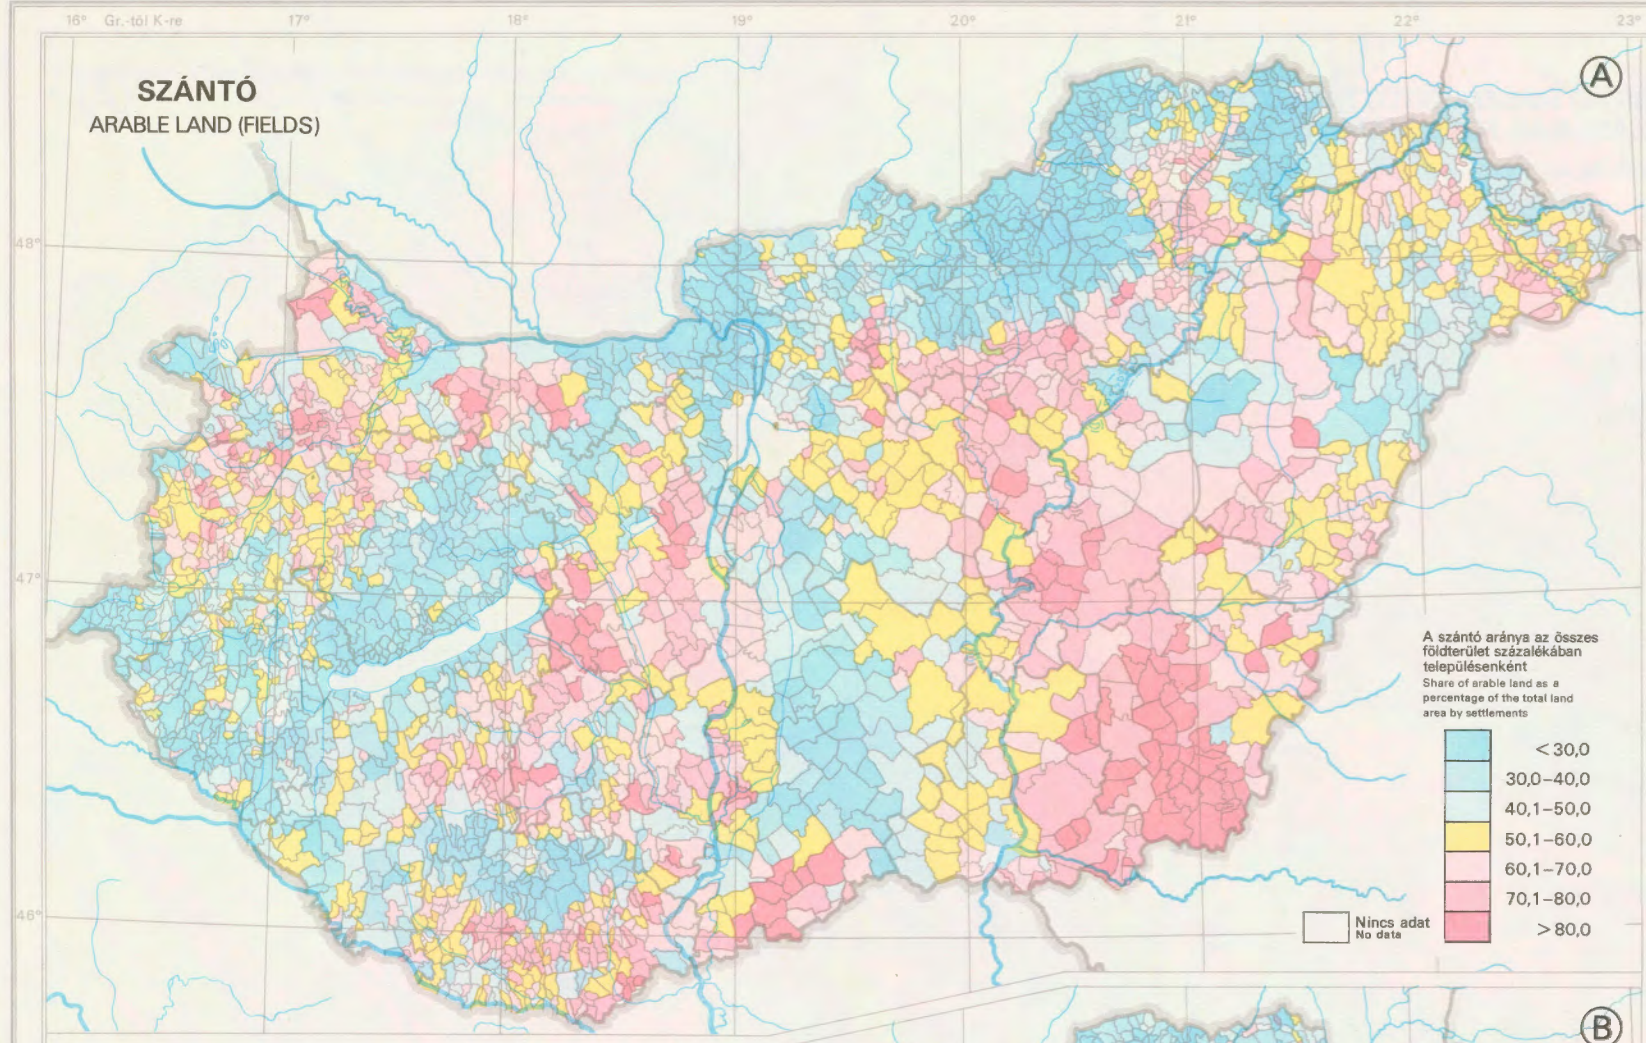 16° Gr.-től K-re 17° 18° 19° 20° 21° 22° 23°
SZÁNTÓ
ARABLE LAND (FIELDS)
A
48°
47°
46°
A szántó aránya az összes
földterület százalékában
településenként
Share of arable land as a
percentage of the total land
area by settlements
<30,0
30,0–40,0
40,1–50,0
50,1–60,0
60,1–70,0
70,1–80,0
>80,0
Nincs adat
No data
B